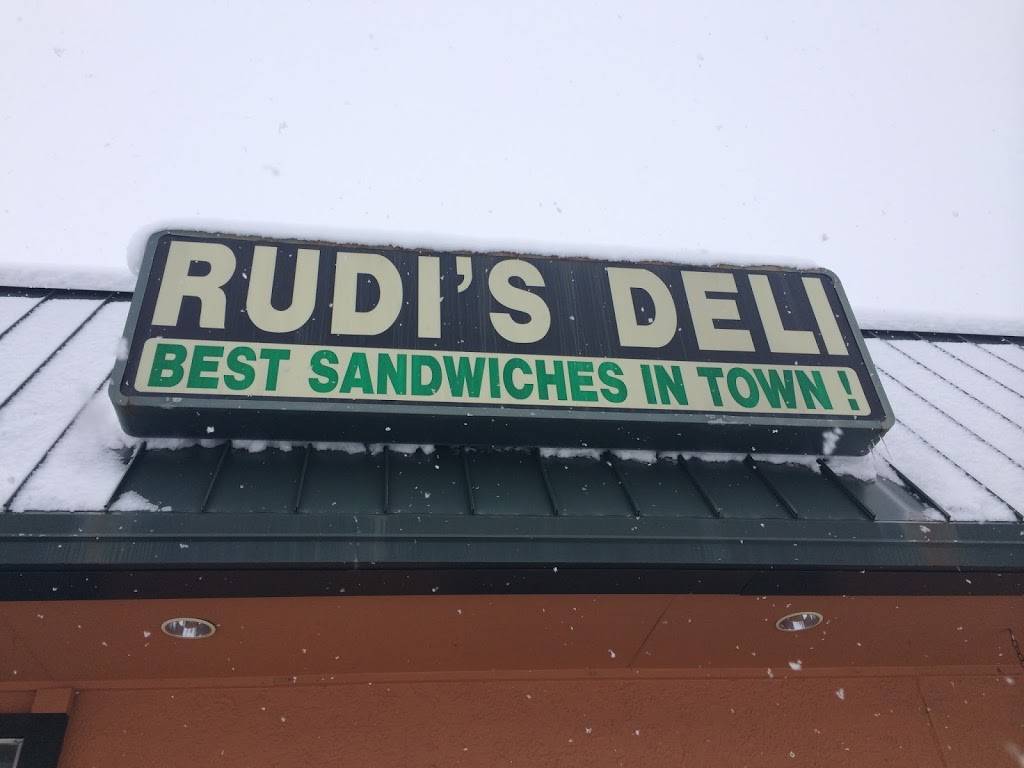 RUDI'S DELI
BEST SANDWICHES IN TOWN !